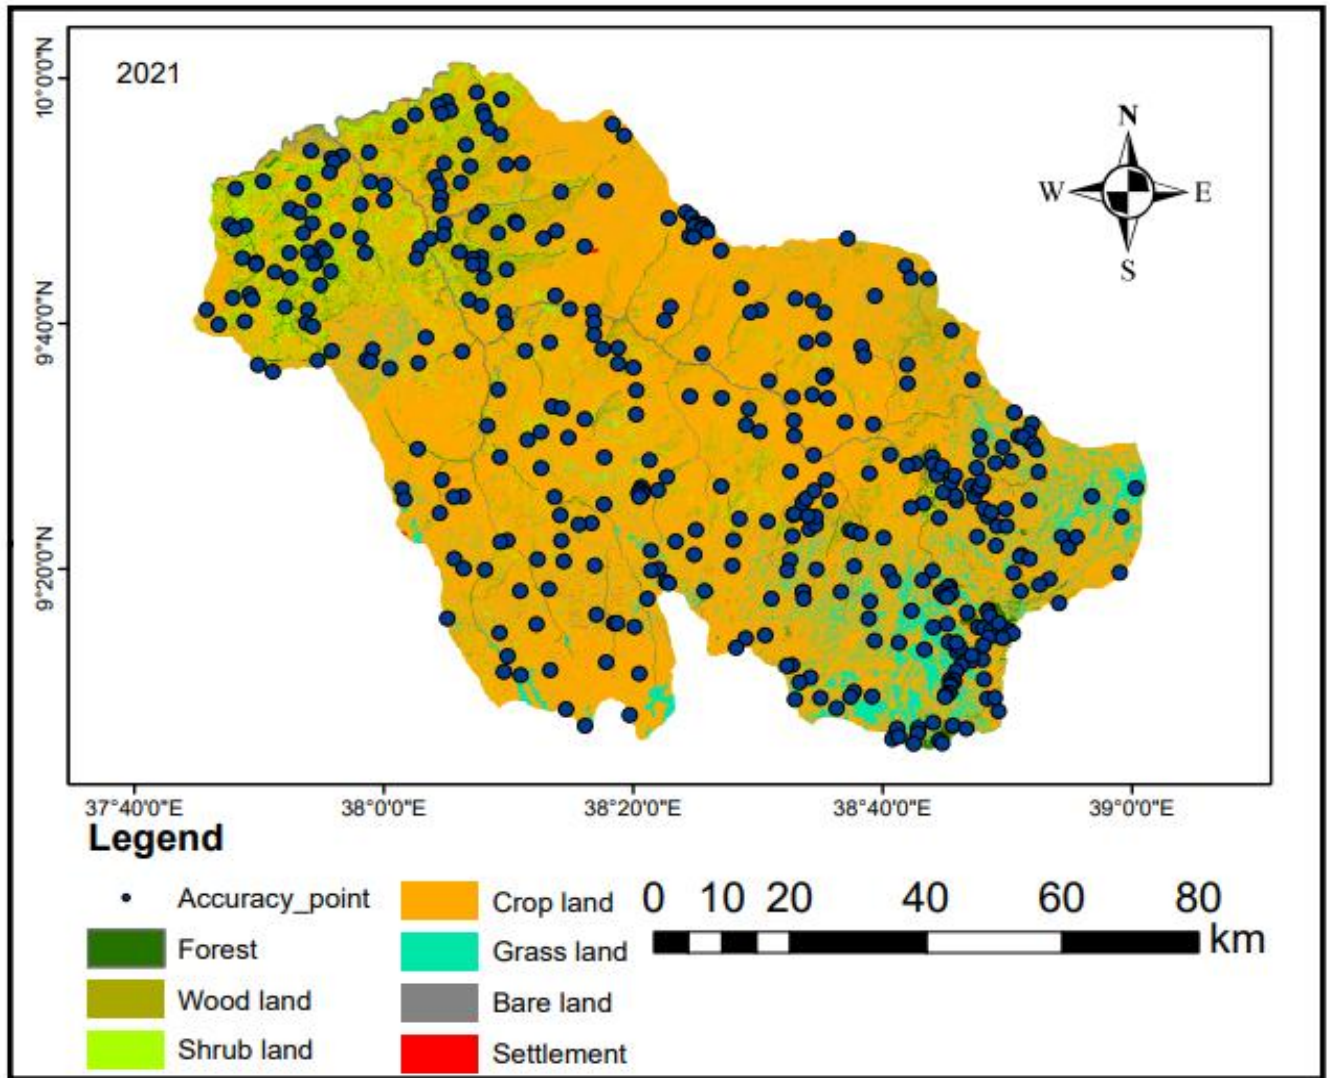 2021
N
W
E
S
10°0'0"N
9°40'0"N
9°20'0"N
37°40'0"E
38°0'0"E
38°20'0"E
38°40'0"E
39°0'0"E
Legend
Accuracy_point
Forest
Wood land
Shrub land
Crop land
Grass land
Bare land
Settlement
0 10 20 40 60 80
km